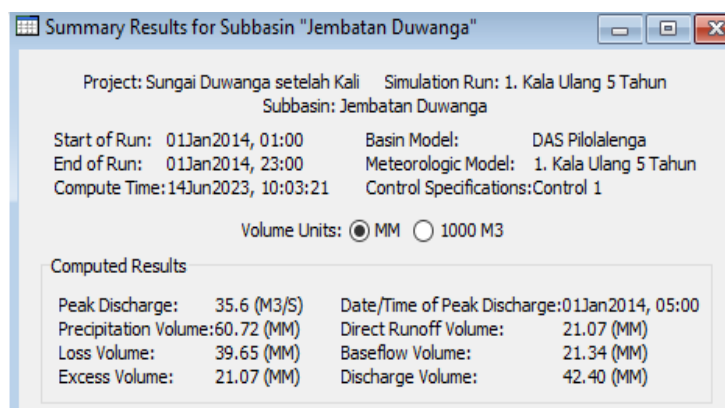 Summary Results for Subbasin "Jembatan Duwanga"
Project: Sungai Duwanga setelah Kali Simulation Run: 1. Kala Ulang 5 Tahun
Subbasin: Jembatan Duwanga
Start of Run: 01Jan2014, 01:00 Basin Model: DAS Pilolalenga
End of Run: 01Jan2014, 23:00 Meteorologic Model: 1. Kala Ulang 5 Tahun
Compute Time:14Jun2023, 10:03:21 Control Specifications:Control 1
Volume Units: MM 1000 M3
Computed Results
Peak Discharge: 35.6 (M3/S) Date/Time of Peak Discharge:01Jan2014, 05:00
Precipitation Volume:60.72 (MM) Direct Runoff Volume: 21.07 (MM)
Loss Volume: 39.65 (MM) Baseflow Volume: 21.34 (MM)
Excess Volume: 21.07 (MM) Discharge Volume: 42.40 (MM)